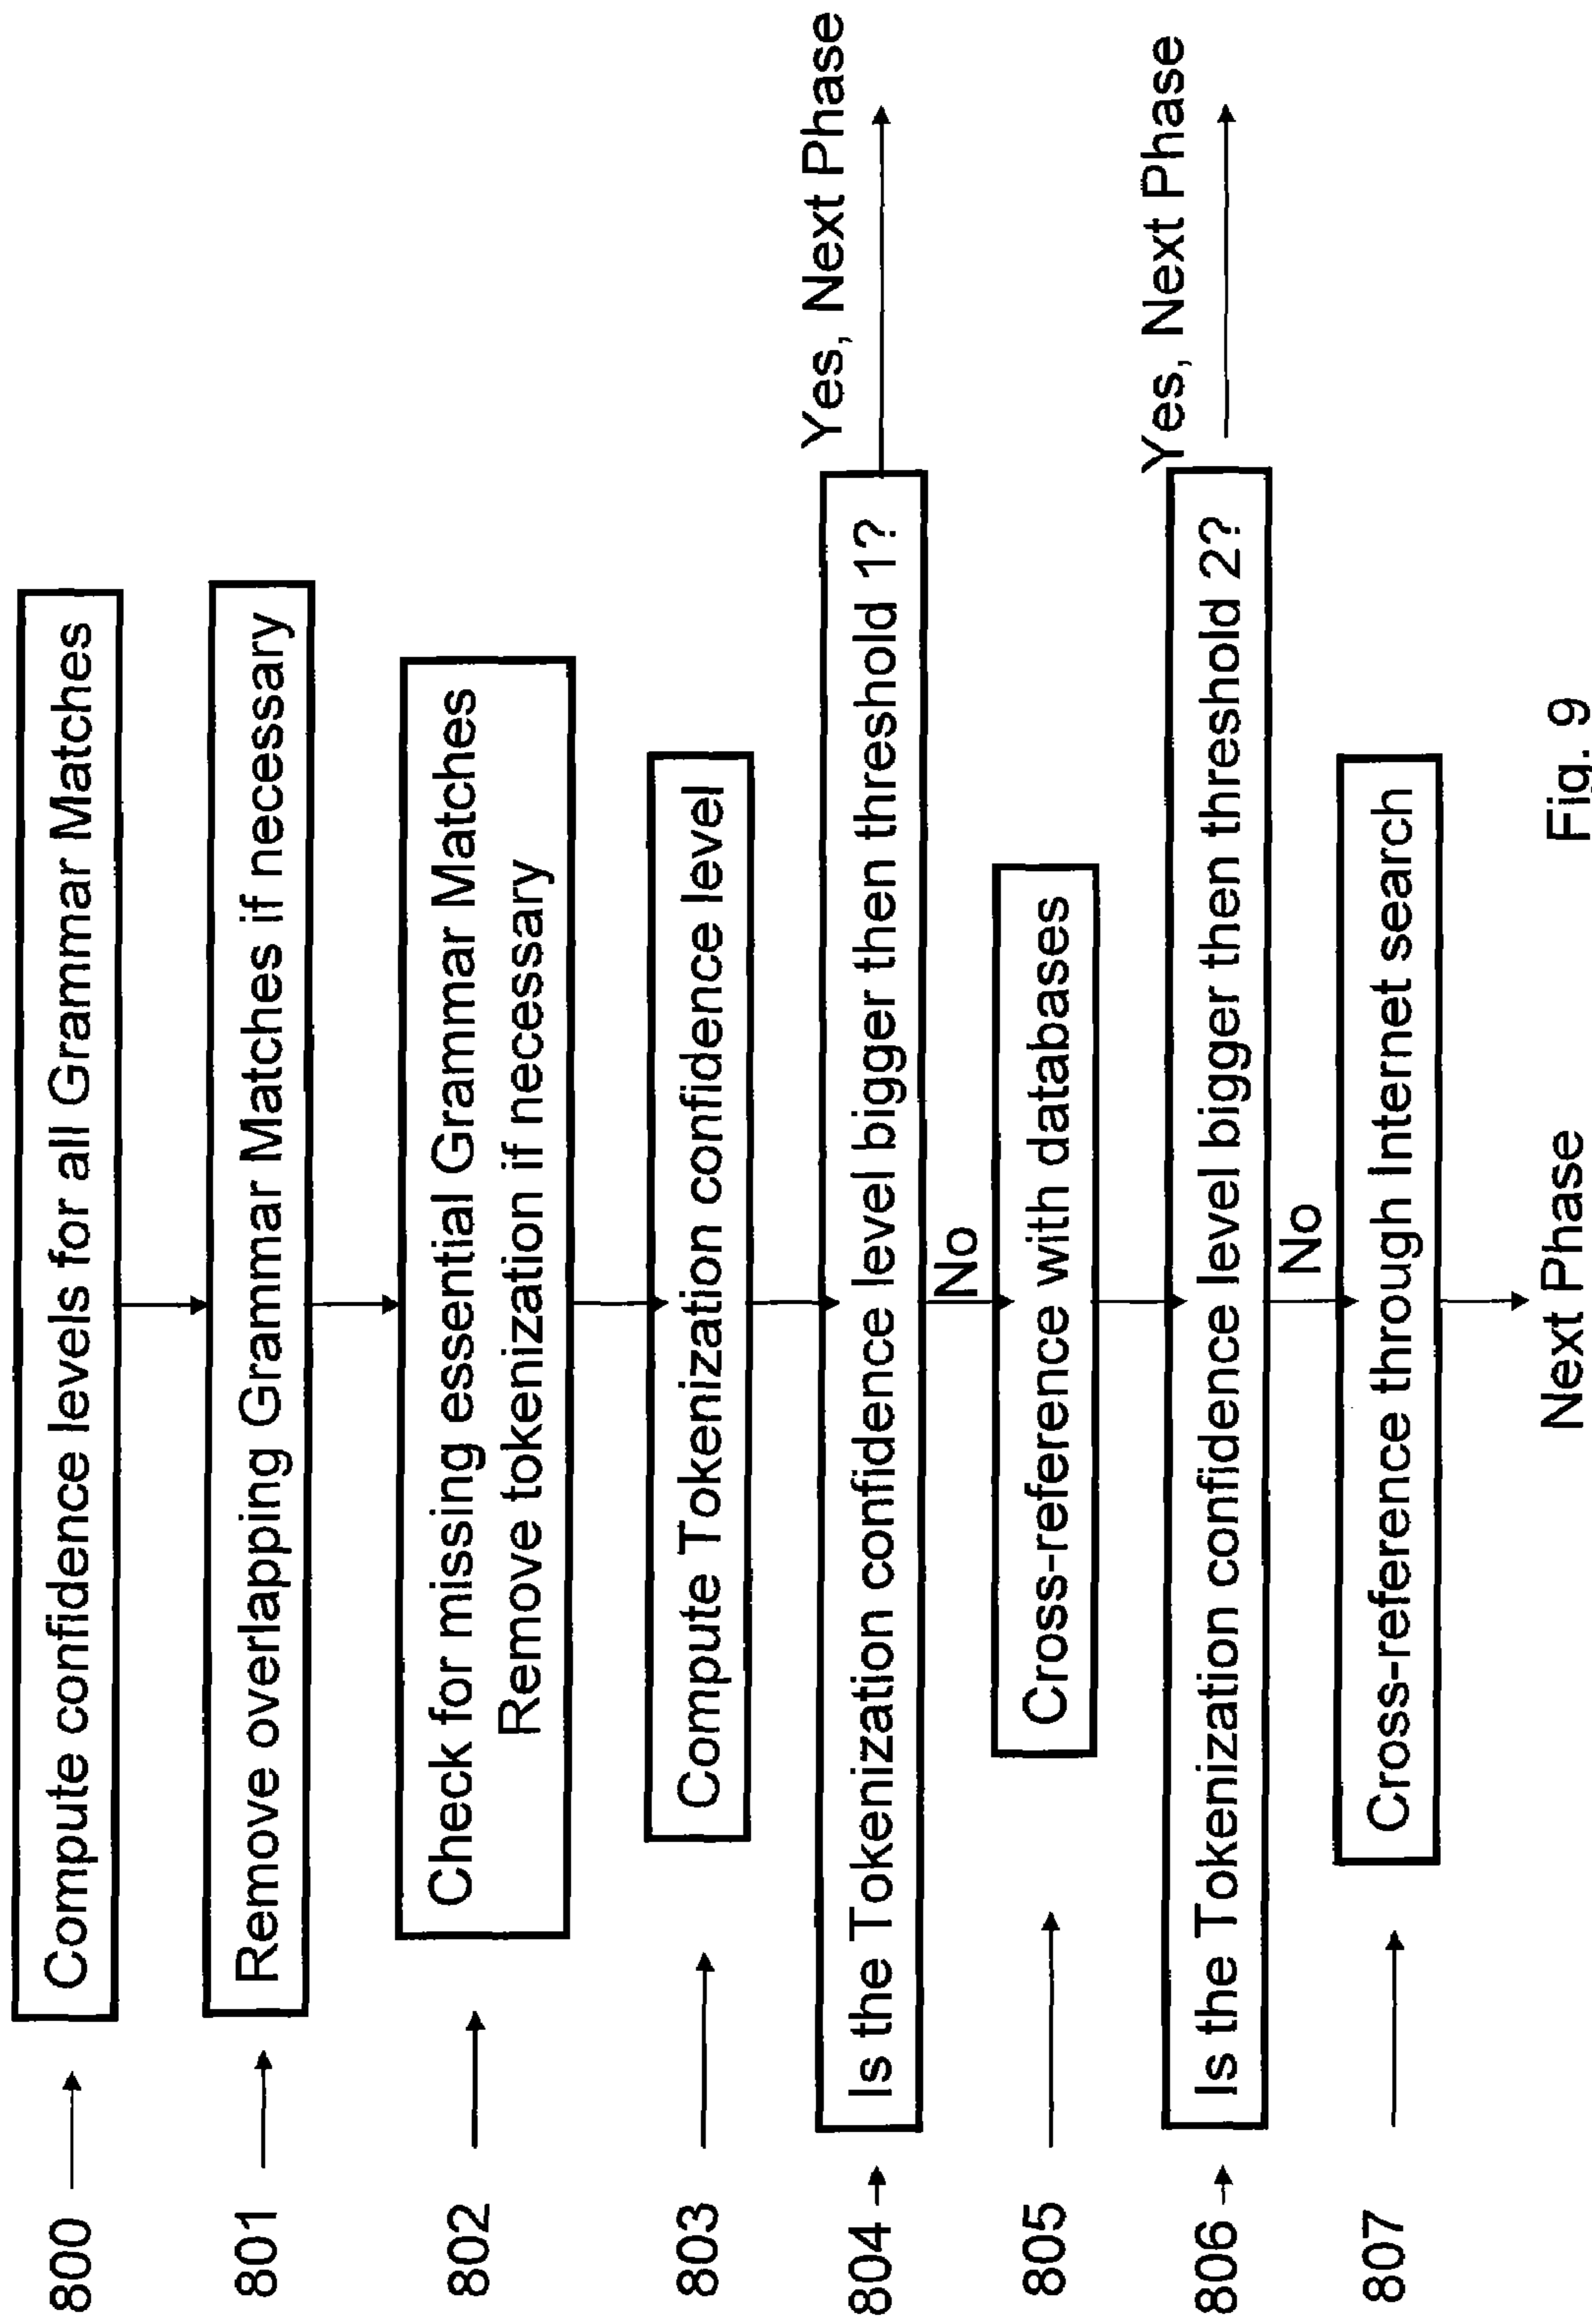 800
Compute confidence levels for all Grammar Matches
801
Remove overlapping Grammar Matches if necessary
802
Check for missing essential Grammar Matches
Remove tokenization if necessary
803
Compute Tokenization confidence level
804
Is the Tokenization confidence level bigger then threshold 1?
Yes, Next Phase
No
805
Cross-reference with databases
806
Is the Tokenization confidence level bigger then threshold 2?
Yes, Next Phase
No
807
Cross-reference through Internet search
Next Phase
Fig. 9